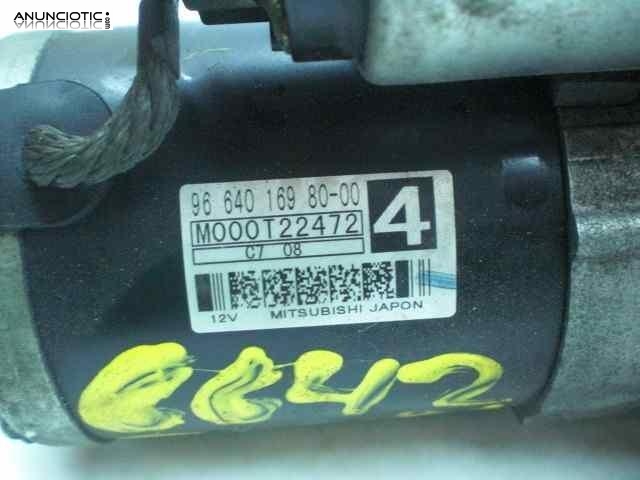 ANUNCIOTIC.com
96 640 169 80-00
4
M000T22472
C7 08
12V MITSUBISHI JAPON
6642